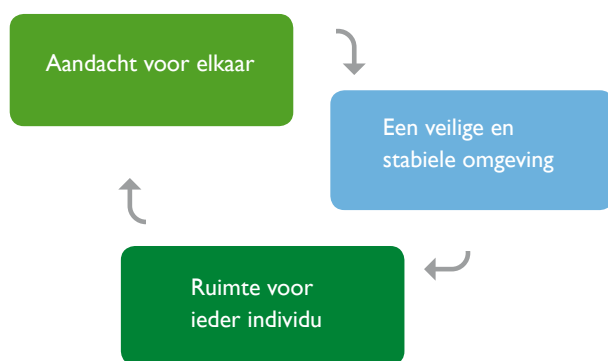 Aandacht voor elkaar
Een veilige en
stabiele omgeving
Ruimte voor
ieder individu